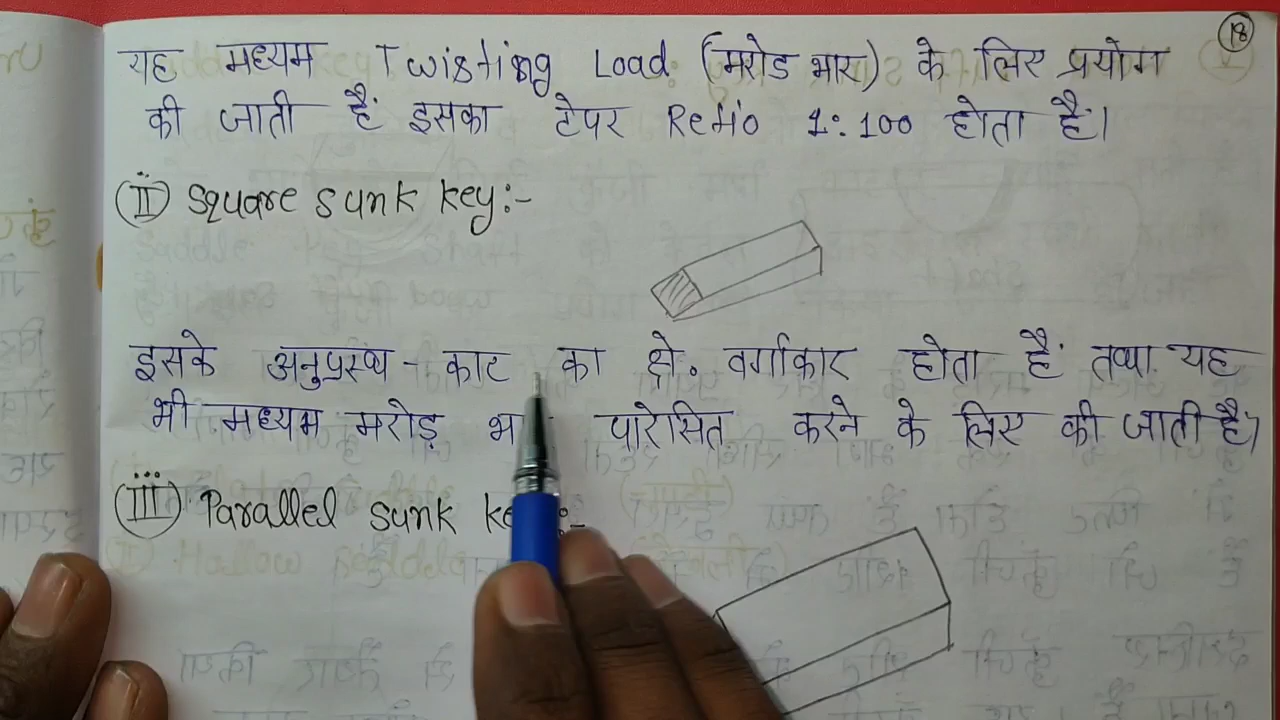 18
यह मध्यम Twisting Load (मरोड भार) के लिए प्रयोग
की जाती हैं इसका टेपर Retio 1:100 होता हैं।
(ii) Square sunk key:-
इसके अनुप्रस्थ-काट का क्षे. वर्गाकार होता हैं तथा यह
भी मध्यम मरोड़ पारेसित करने के लिए की जाती है।
(iii) Parallel sunk :-